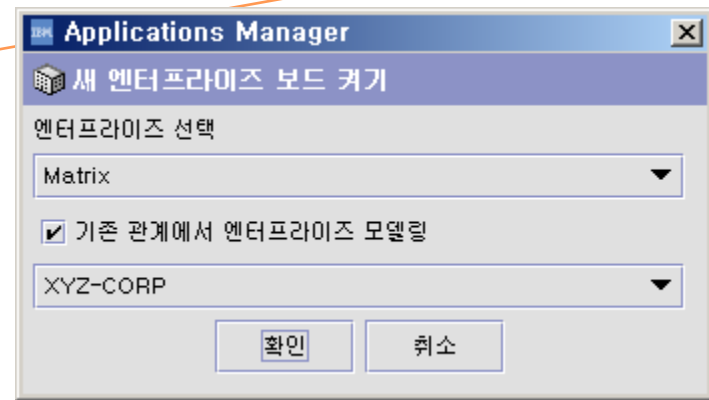 IBM Applications Manager
새 엔터프라이즈 보드 켜기
엔터프라이즈 선택
Matrix
기존 관계에서 엔터프라이즈 모델링
XYZ-CORP
확인 취소